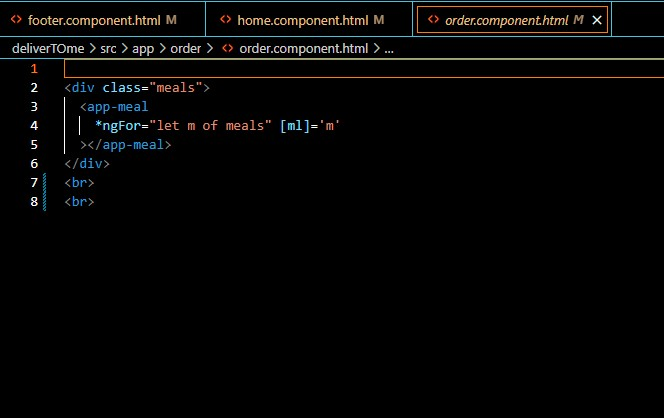 <> footer.component.html M <> home.component.html M <> order.component.html M ×
deliverTOme > src > app > order > <> order.component.html > ...
1
2 <div class="meals">
3 <app-meal
4 *ngFor="let m of meals" [ml]='m'
5 ></app-meal>
6 </div>
7 <br>
8 <br>